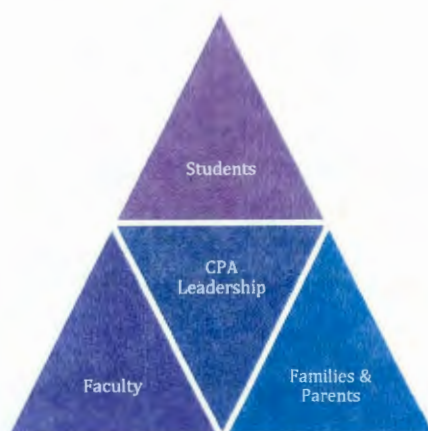 Students
CPA
Leadership
Faculty
Families &
Parents